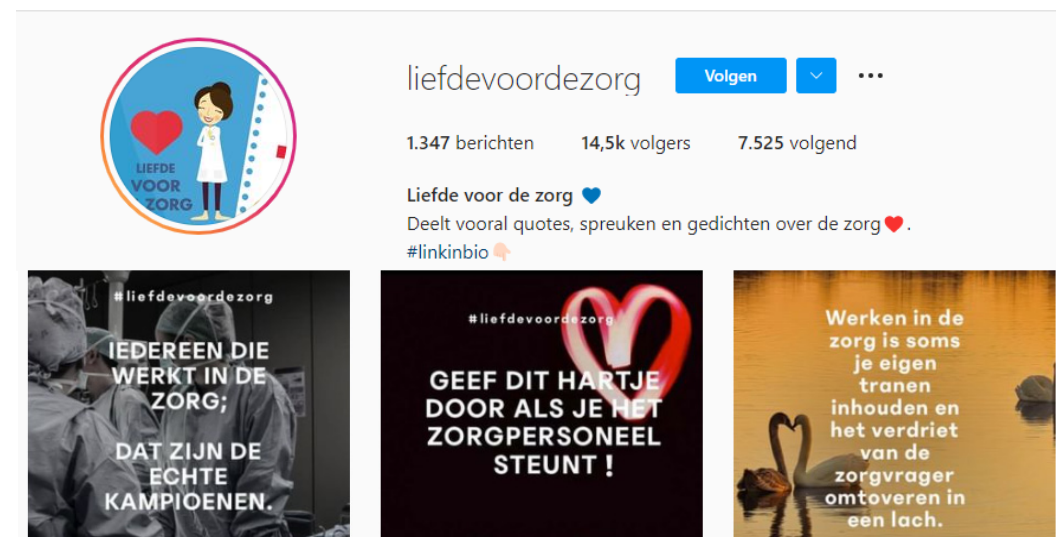 liefdevoordezorg Volgen
1.347 berichten 14,5k volgers 7.525 volgend
Liefde voor de zorg 💙
Deelt vooral quotes, spreuken en gedichten over de zorg❤️.
#linkinbio👇🏻
LIEFDE
VOOR
ZORG
#liefdevoordezorg
IEDEREEN DIE
WERKT IN DE
ZORG;
DAT ZIJN DE
ECHTE
KAMPIOENEN.
#liefdevoordezorg
GEEF DIT HARTJE
DOOR ALS JE HET
ZORGPERSONEEL
STEUNT !
Werken in de
zorg is soms
je eigen
tranen
inhouden en
het verdriet
van de
zorgvrager
omtoveren in
een lach.